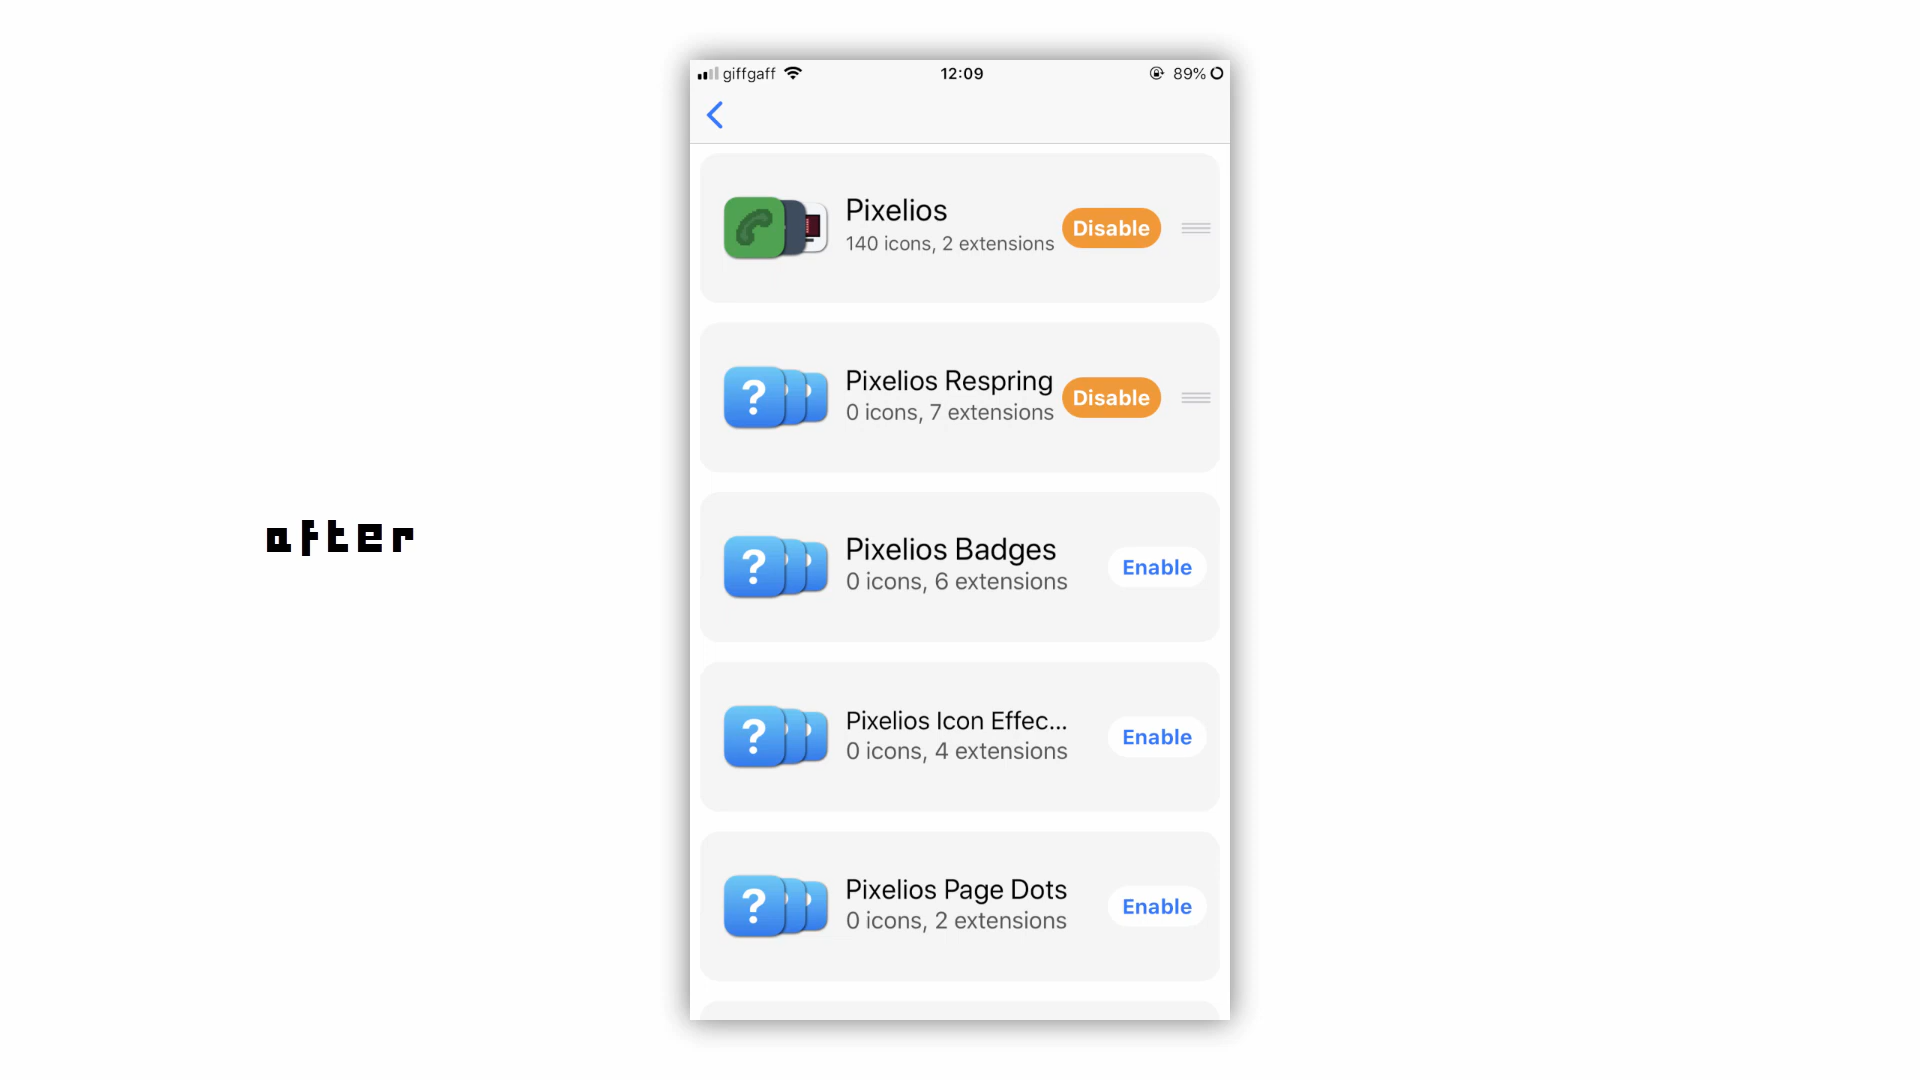 giffgaff 12:09 89%
Pixelios
140 icons, 2 extensions
Disable
Pixelios Respring
0 icons, 7 extensions
Disable
after
Pixelios Badges
0 icons, 6 extensions
Enable
Pixelios Icon Effec...
0 icons, 4 extensions
Enable
Pixelios Page Dots
0 icons, 2 extensions
Enable